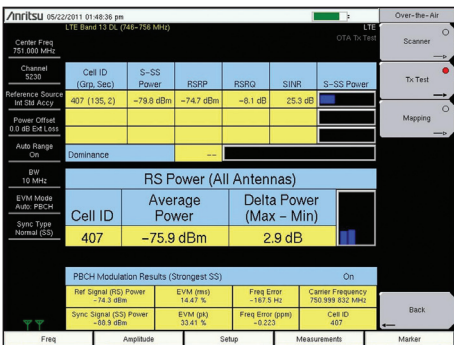 Anritsu 05/22/2011 01:48:36 pm
LTE Band 13 DL (746-756 MHz)
LTE
OTA Tx Test
Center Freq
751.000 MHz
Channel
5230
Reference Source
Int Std Accy
Power Offset
0.0 dB Ext Loss
Auto Range
On
BW
10 MHz
EVM Mode
Auto: PBCH
Sync Type
Normal (SS)
Cell ID (Grp, Sec) S-SS Power RSRP RSRQ SINR S-SS Power
407 (135, 2) -79.8 dBm -74.7 dBm -8.1 dB 25.3 dB
Dominance --
RS Power (All Antennas)
Cell ID Average Power Delta Power (Max - Min)
407 -75.9 dBm 2.9 dB
PBCH Modulation Results (Strongest SS) On
Ref Signal (RS) Power EVM (rms) Freq Error Carrier Frequency
-74.3 dBm 14.47 % -167.5 Hz 750.999 832 MHz
Sync Signal (SS) Power EVM (pk) Freq Error (ppm) Cell ID
-88.9 dBm 33.41 % -0.223 407
Over-the-Air
Scanner
Tx Test
Mapping
Back
Freq Amplitude Setup Measurements Marker